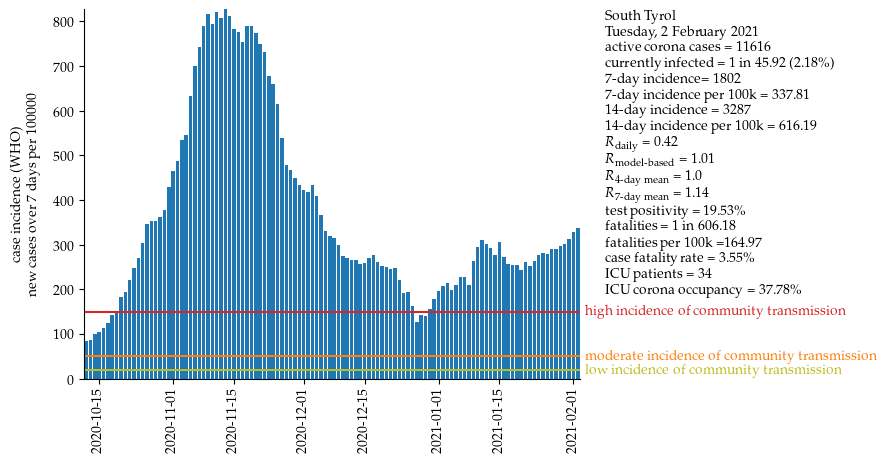 South Tyrol
Tuesday, 2 February 2021
active corona cases = 11616
currently infected = 1 in 45.92 (2.18%)
7-day incidence= 1802
7-day incidence per 100k = 337.81
14-day incidence = 3287
14-day incidence per 100k = 616.19
R daily = 0.42
R model-based = 1.01
R 4-day mean = 1.0
R 7-day mean = 1.14
test positivity = 19.53%
fatalities = 1 in 606.18
fatalities per 100k =164.97
case fatality rate = 3.55%
ICU patients = 34
ICU corona occupancy = 37.78%
high incidence of community transmission
moderate incidence of community transmission
low incidence of community transmission
case incidence (WHO)
new cases over 7 days per 100000
800
700
600
500
400
300
200
100
0
2020-10-15
2020-11-01
2020-11-15
2020-12-01
2020-12-15
2021-01-01
2021-01-15
2021-02-01